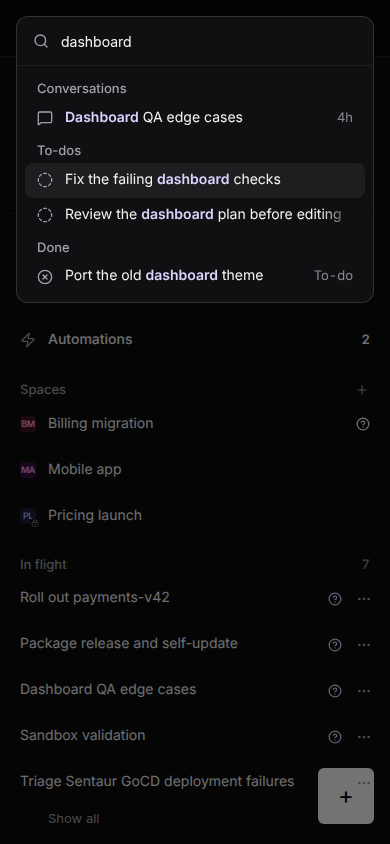 dashboard
Conversations
Dashboard QA edge cases 4h
To-dos
Fix the failing dashboard checks
Review the dashboard plan before editing
Done
Port the old dashboard theme To-do
Automations 2
Spaces +
BM Billing migration
MA Mobile app
PL Pricing launch
In flight 7
Roll out payments-v42
Package release and self-update
Dashboard QA edge cases
Sandbox validation
Triage Sentaur GoCD deployment failures
Show all